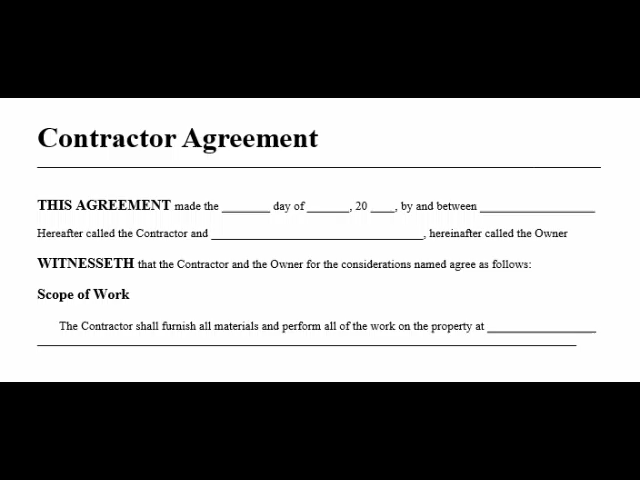 Contractor Agreement
THIS AGREEMENT made the ________ day of _______, 20 ____, by and between ___________________
Hereafter called the Contractor and ___________________________________, hereinafter called the Owner
WITNESSETH that the Contractor and the Owner for the considerations named agree as follows:
Scope of Work
The Contractor shall furnish all materials and perform all of the work on the property at __________________